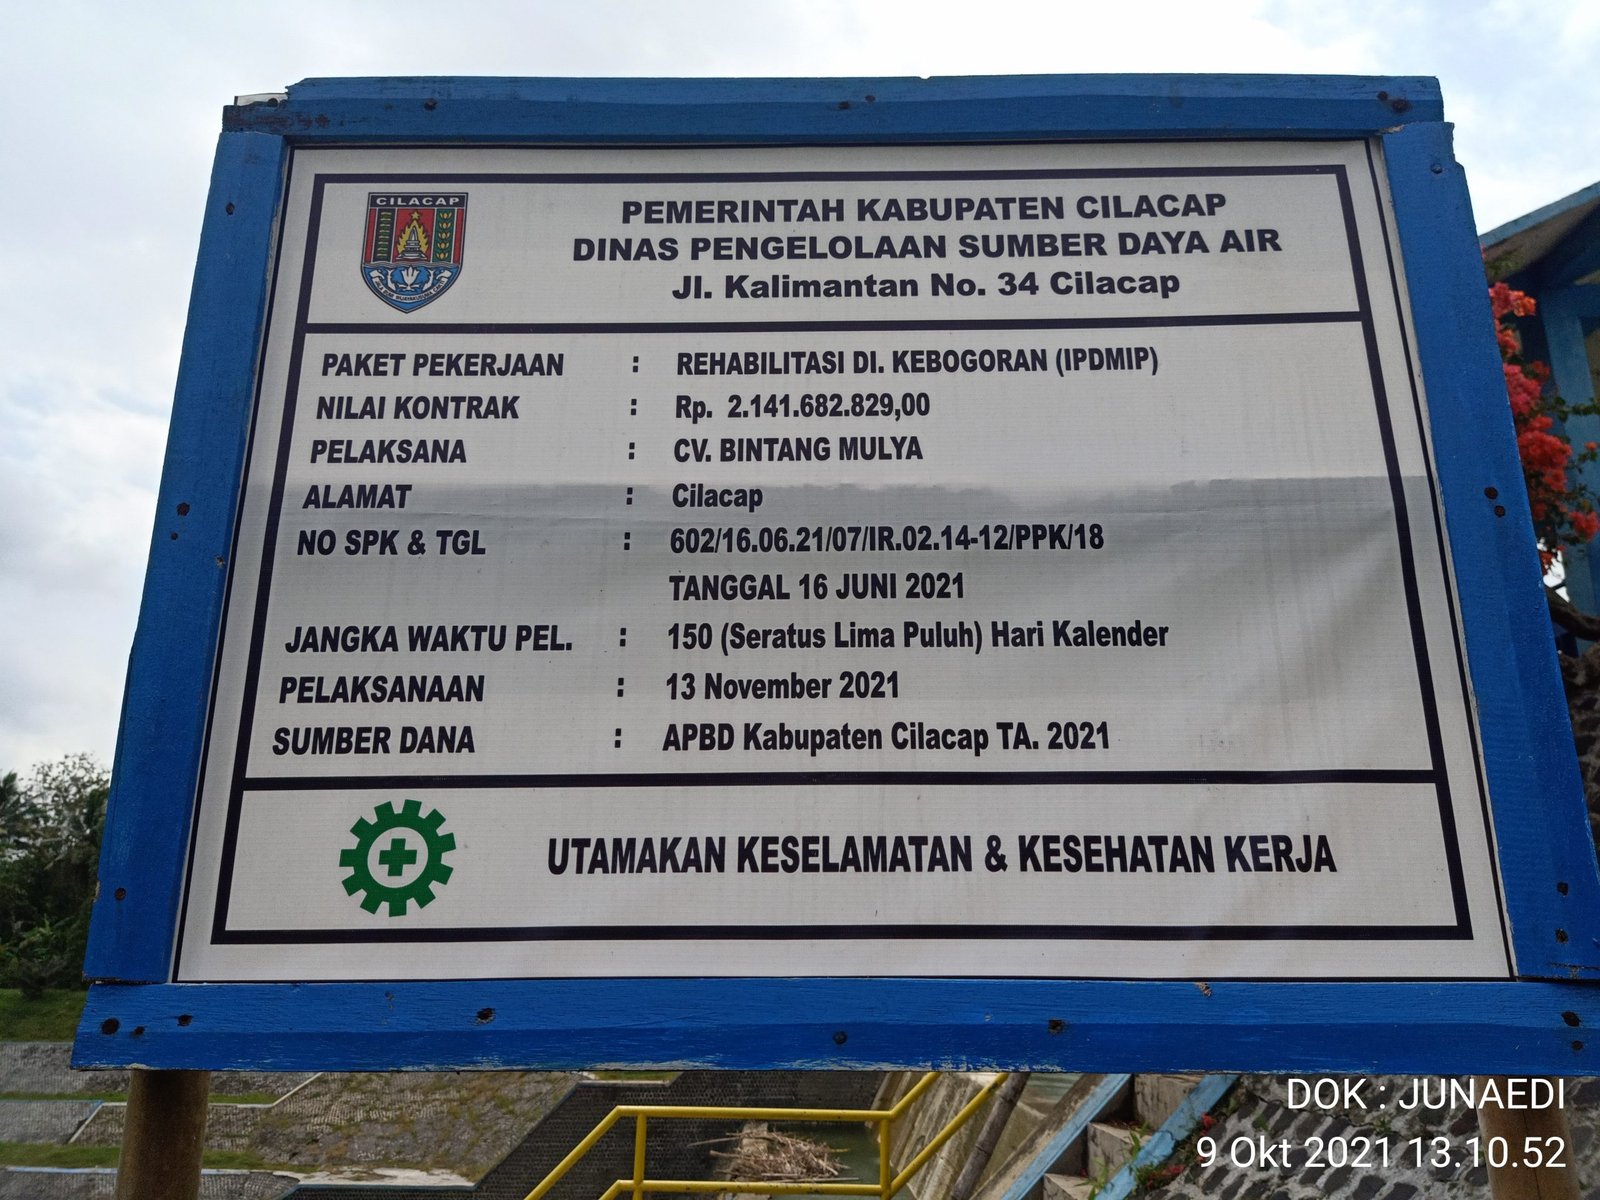 CILACAP
PEMERINTAH KABUPATEN CILACAP
DINAS PENGELOLAAN SUMBER DAYA AIR
Jl. Kalimantan No. 34 Cilacap
PAKET PEKERJAAN : REHABILITASI DI. KEBOGORAN (IPDMIP)
NILAI KONTRAK : Rp. 2.141.682.829,00
PELAKSANA : CV. BINTANG MULYA
ALAMAT : Cilacap
NO SPK & TGL : 602/16.06.21/07/IR.02.14-12/PPK/18
TANGGAL 16 JUNI 2021
JANGKA WAKTU PEL. : 150 (Seratus Lima Puluh) Hari Kalender
PELAKSANAAN : 13 November 2021
SUMBER DANA : APBD Kabupaten Cilacap TA. 2021
UTAMAKAN KESELAMATAN & KESEHATAN KERJA
DOK : JUNAEDI
9 Okt 2021 13.10.52